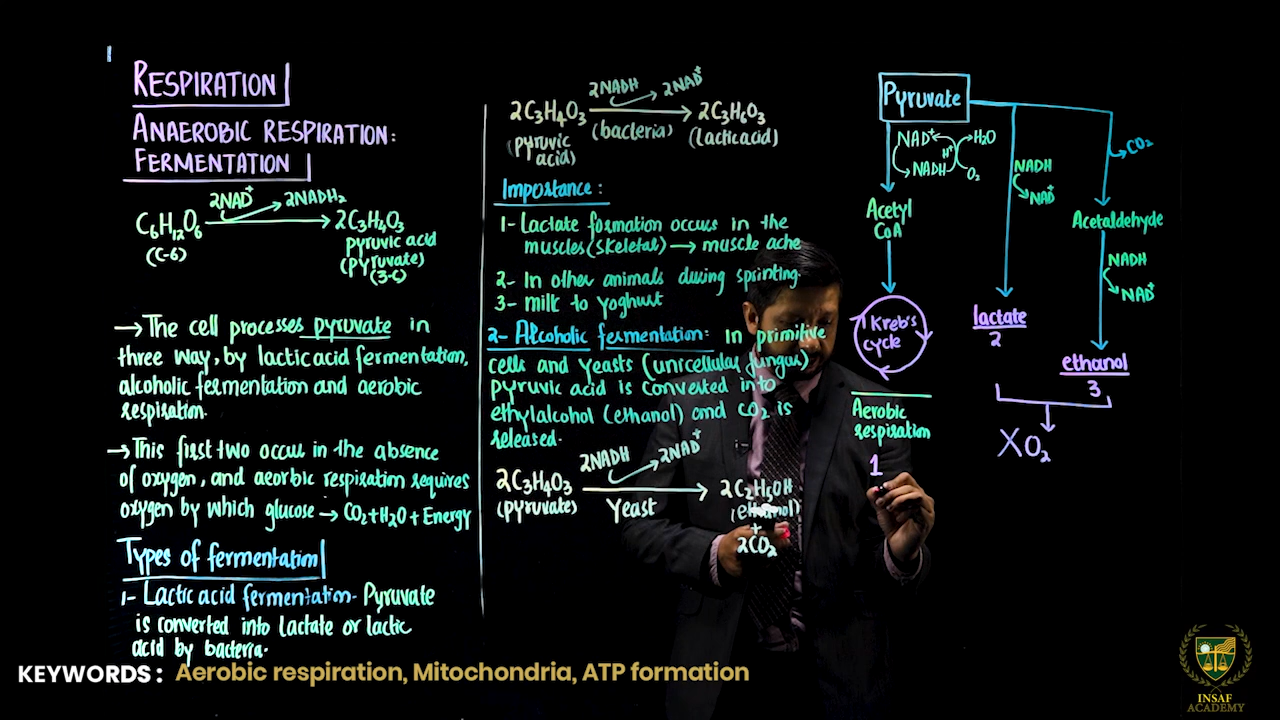 RESPIRATION
ANAEROBIC RESPIRATION:
FERMENTATION
2NAD⁺ 2NADH₂
C₆H₁₂O₆ 2C₃H₄O₃
(C-6)
pyruvic acid
(pyruvate)
(3-C)
→The cell processes pyruvate in
three way, by lactic acid fermentation,
alcoholic fermentation and aerobic
respiration.
→This first two occur in the absence
of oxygen, and aeorbic respiration requires
oxygen by which glucose → CO₂+H₂O+Energy
Types of fermentation
1- Lactic acid fermentation- Pyruvate
is converted into Lactate or lactic
acid by bacteria.
2NADH 2NAD⁺
2C₃H₄O₃ 2C₃H₆O₃
(pyruvic acid) (bacteria) (lactic acid)
Importance:
1- Lactate formation occurs in the
muscles (skeletal) → muscle ache
2- In other animals during sprinting.
3- milk to yoghurt
2- Alcoholic fermentation: in primitive
cells and yeasts (unicellular fungus)
pyruvic acid is converted into
ethylalcohol (ethanol) and CO₂ is
released.
2NADH 2NAD⁺
2C₃H₄O₃ 2C₂H₅OH
(pyruvate) Yeast (ethanol)
+
2CO₂
Pyruvate
NAD⁺ H₂O
H⁺
NADH O₂
Acetyl
CoA
Kreb's
cycle
Aerobic
respiration
1
NADH
NAD⁺
lactate
2
CO₂
Acetaldehyde
NADH
NAD⁺
ethanol
3
XO₂
KEYWORDS: Aerobic respiration, Mitochondria, ATP formation
INSAF
ACADEMY